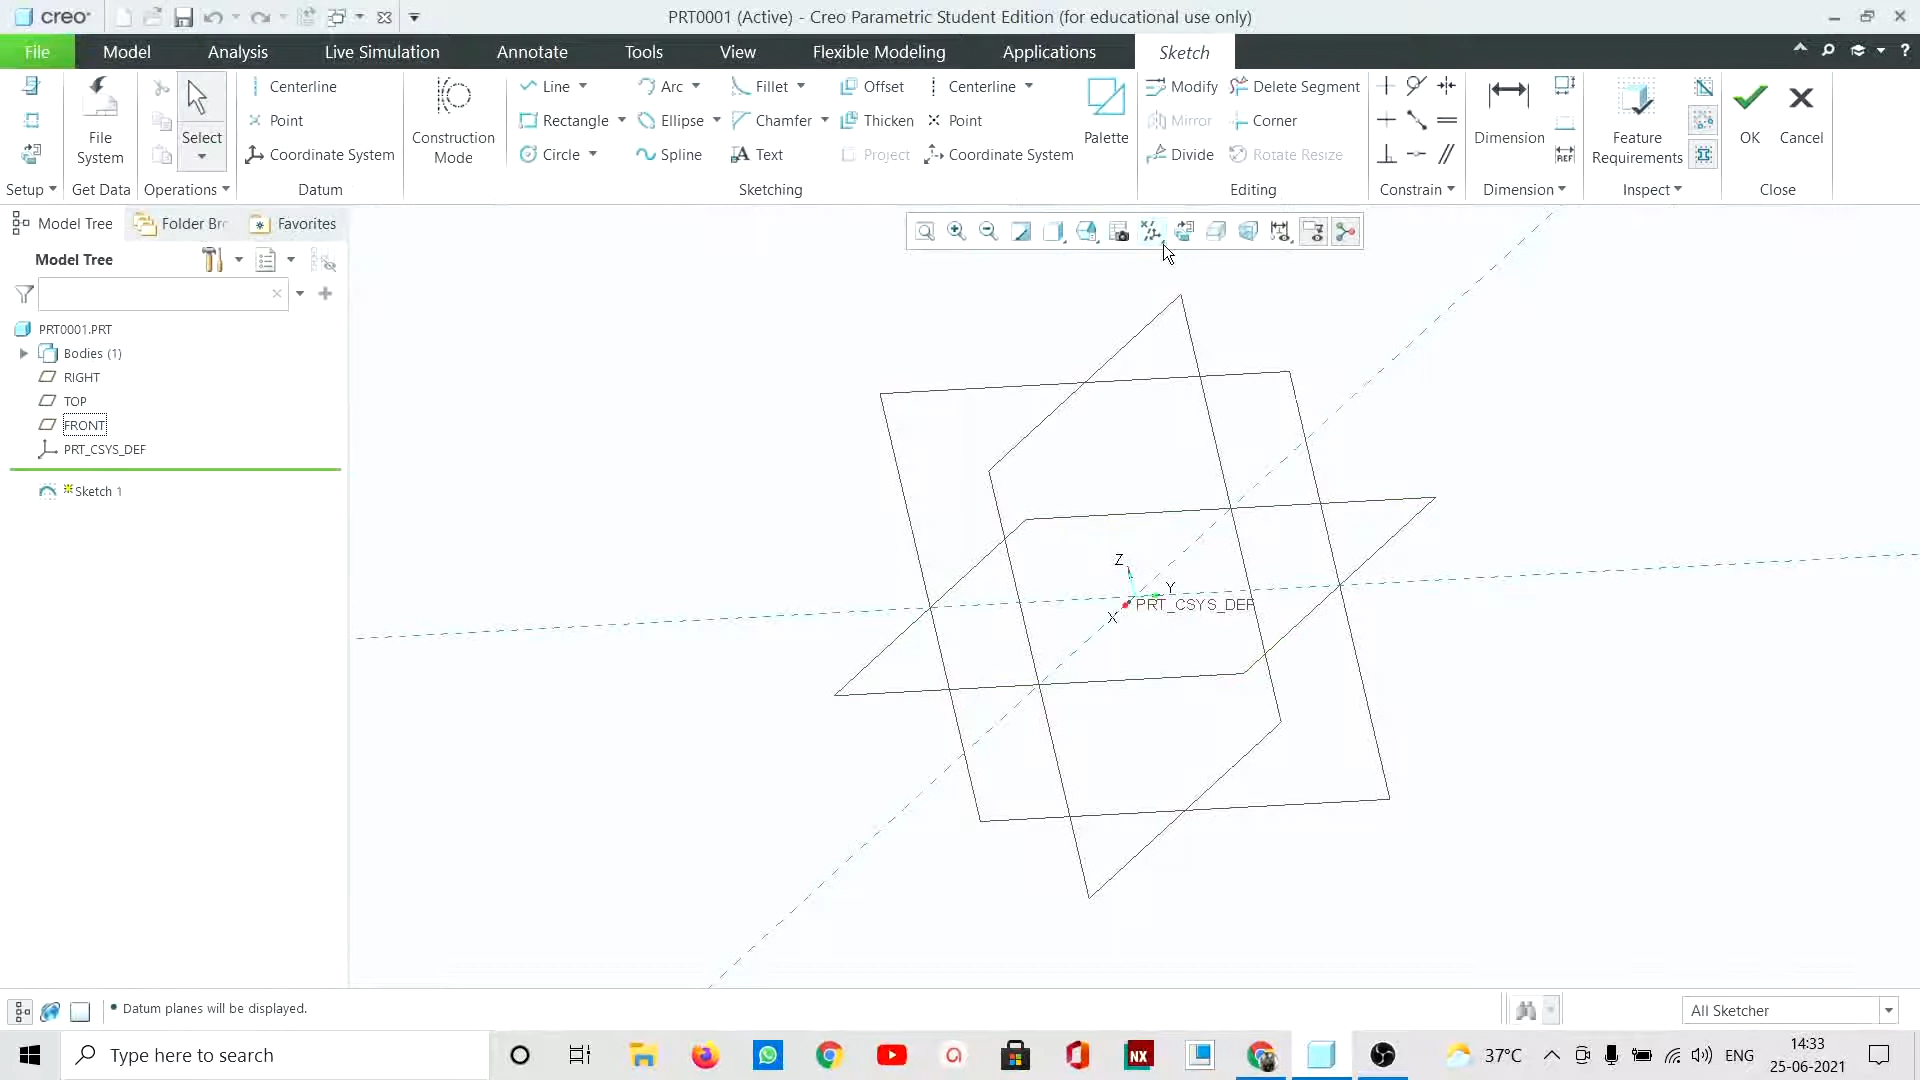 creo
PRT0001 (Active) - Creo Parametric Student Edition (for educational use only)
File Model Analysis Live Simulation Annotate Tools View Flexible Modeling Applications Sketch
Setup
File System
Get Data
Select
Operations
Centerline
Point
Coordinate System
Datum
Construction Mode
Line Arc Fillet Offset Centerline
Rectangle Ellipse Chamfer Thicken Point
Circle Spline Text Project Coordinate System
Sketching
Palette
Modify Delete Segment
Mirror Corner
Divide Rotate Resize
Editing
Constrain
Dimension
REF
Dimension
Feature Requirements
Inspect
OK Cancel
Close
Model Tree Folder Br Favorites
Model Tree
PRT0001.PRT
Bodies (1)
RIGHT
TOP
FRONT
PRT_CSYS_DEF
Sketch 1
Z
Y
X
PRT_CSYS_DEF
Datum planes will be displayed.
All Sketcher
Type here to search
NX
37°C
ENG
14:33
25-06-2021